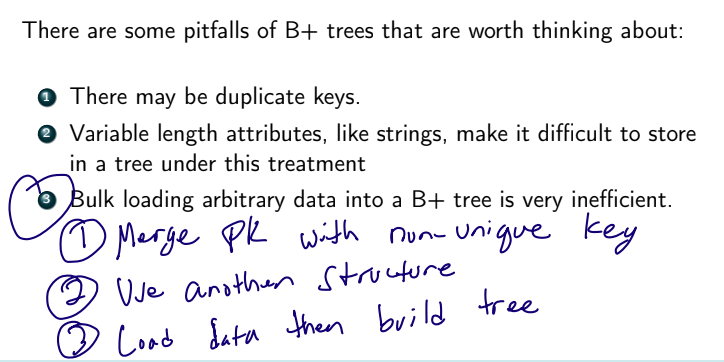 There are some pitfalls of B+ trees that are worth thinking about:
1 There may be duplicate keys.
2 Variable length attributes, like strings, make it difficult to store
in a tree under this treatment
3 Bulk loading arbitrary data into a B+ tree is very inefficient.
① Merge PK with non-unique key
② Use another structure
③ Load data then build tree